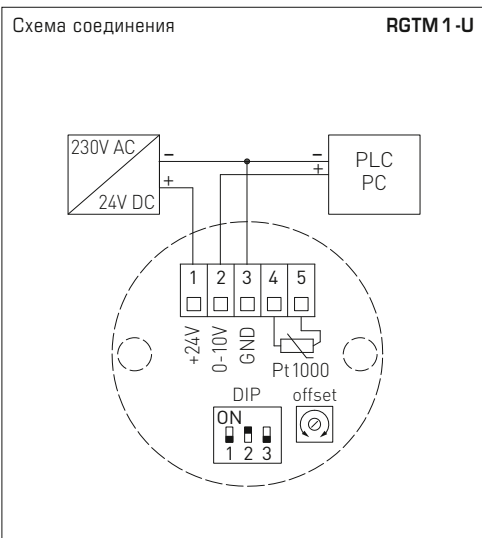 Схема соединения RGTM 1-U
230V AC
24V DC
–
+
–
+
PLC
PC
1 2 3 4 5
+24V
0-10V
GND
Pt1000
DIP
offset
ON
1 2 3